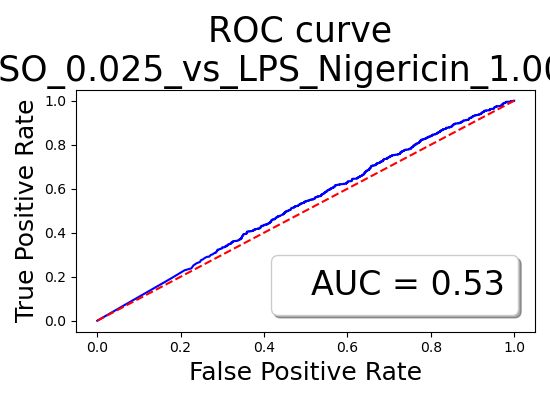 ROC curve
SO_0.025_vs_LPS_Nigericin_1.00
True Positive Rate
1.0
0.8
0.6
0.4
0.2
0.0
AUC = 0.53
0.0 0.2 0.4 0.6 0.8 1.0
False Positive Rate